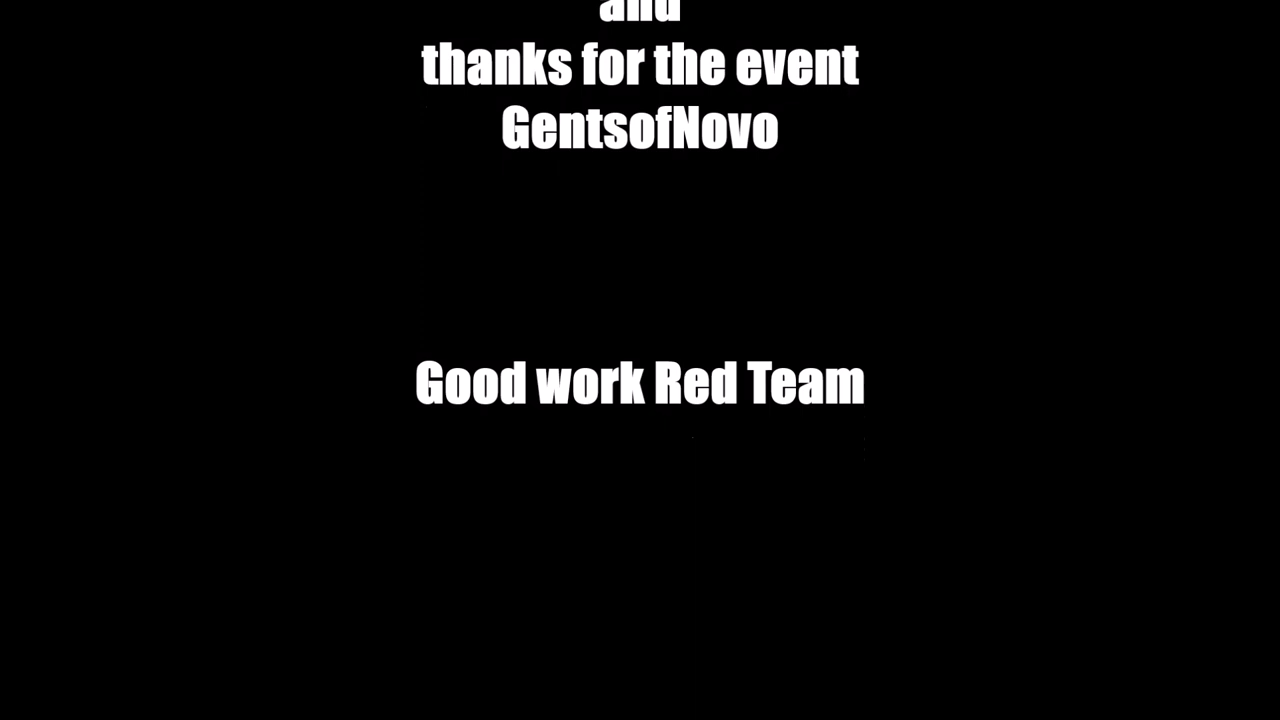 and
thanks for the event
GentsofNovo
Good work Red Team